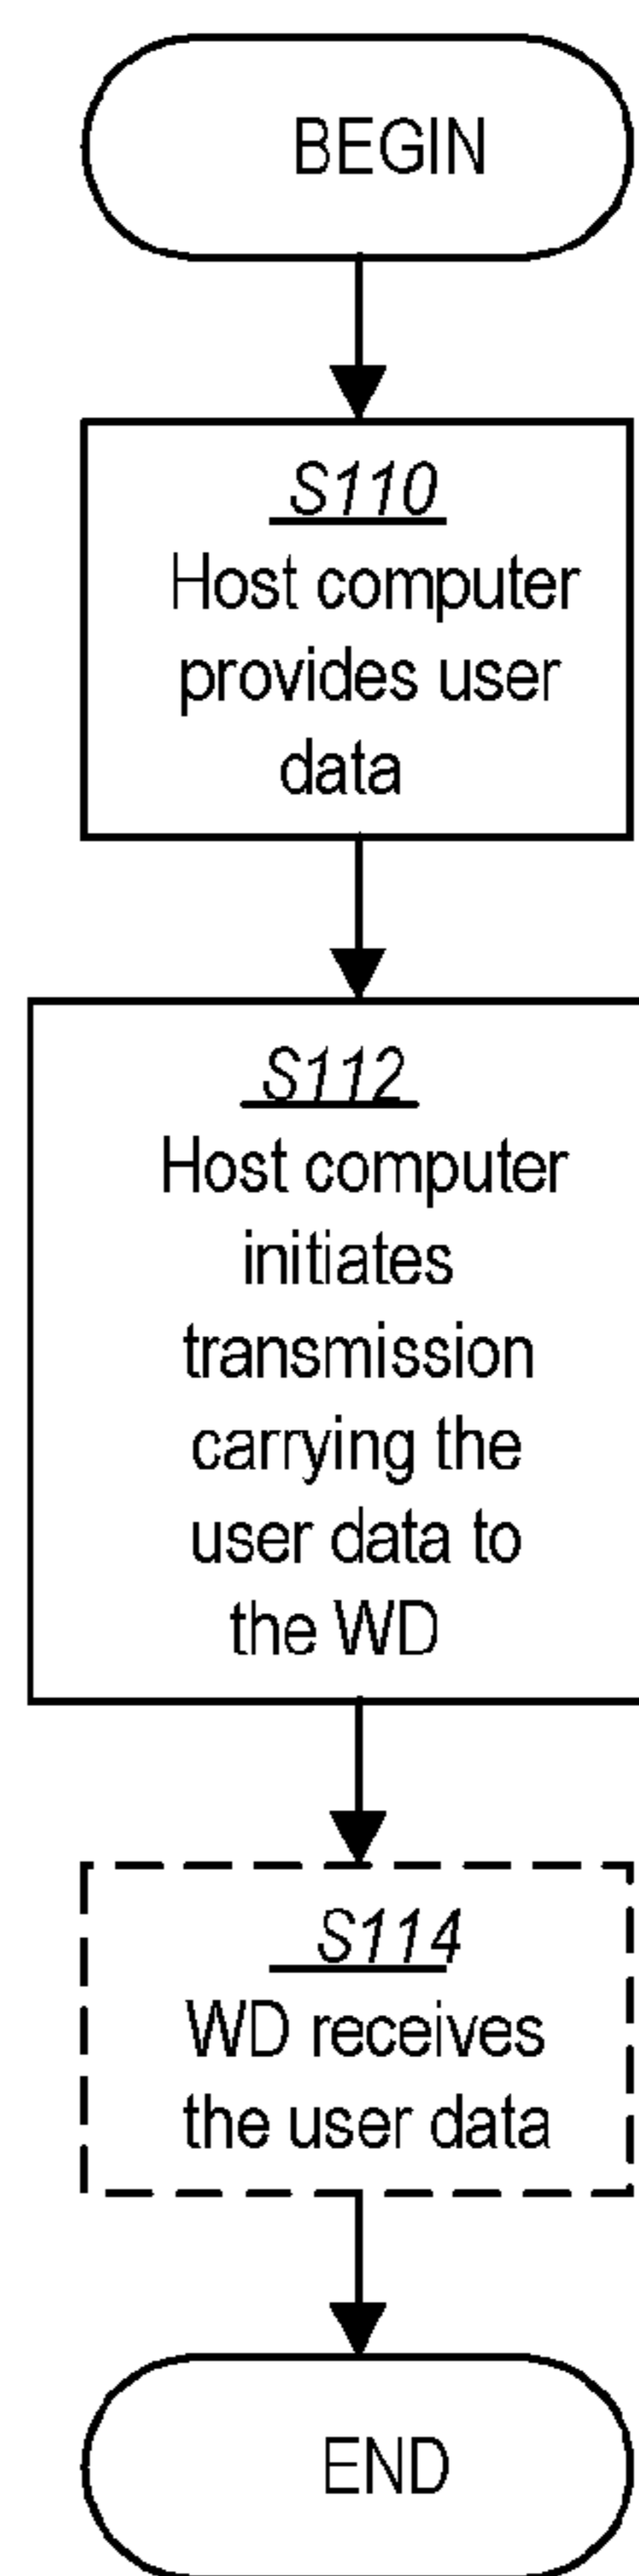 BEGIN
S110
Host computer
provides user
data
S112
Host computer
initiates
transmission
carrying the
user data to
the WD
S114
WD receives
the user data
END